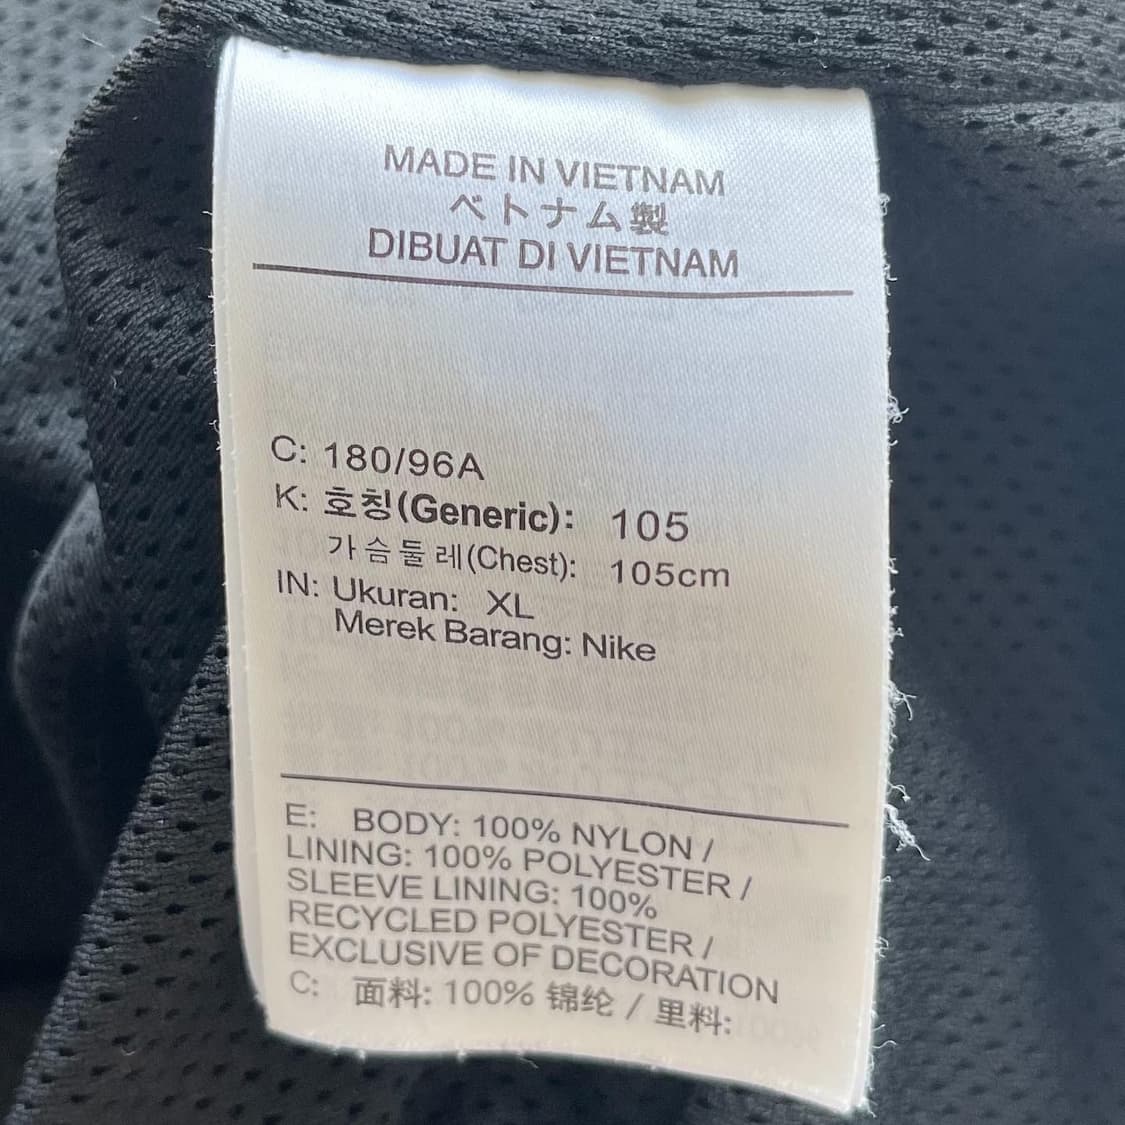 MADE IN VIETNAM
ベトナム製
DIBUAT DI VIETNAM
C: 180/96A
K: 호칭(Generic): 105
가슴둘레(Chest): 105cm
IN: Ukuran: XL
Merek Barang: Nike
E: BODY: 100% NYLON /
LINING: 100% POLYESTER /
SLEEVE LINING: 100%
RECYCLED POLYESTER /
EXCLUSIVE OF DECORATION
C: 面料: 100% 锦纶 / 里料: